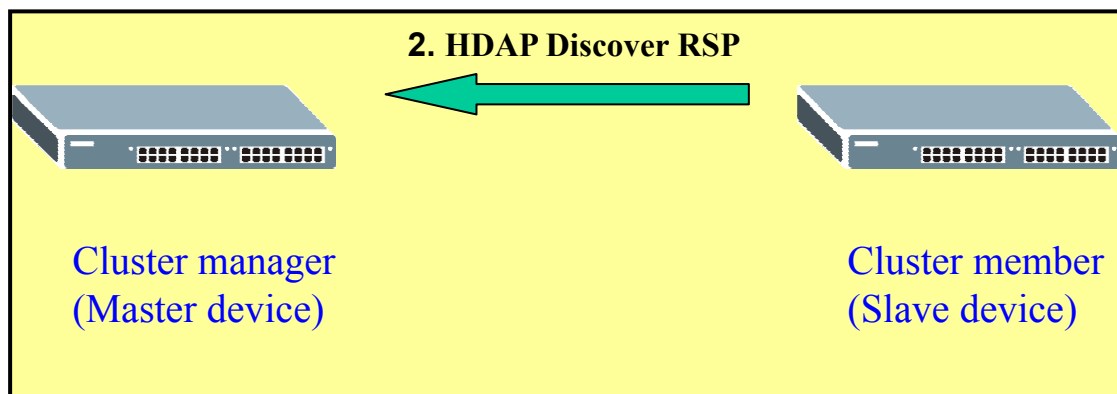 2. HDAP Discover RSP
Cluster manager
(Master device)
Cluster member
(Slave device)